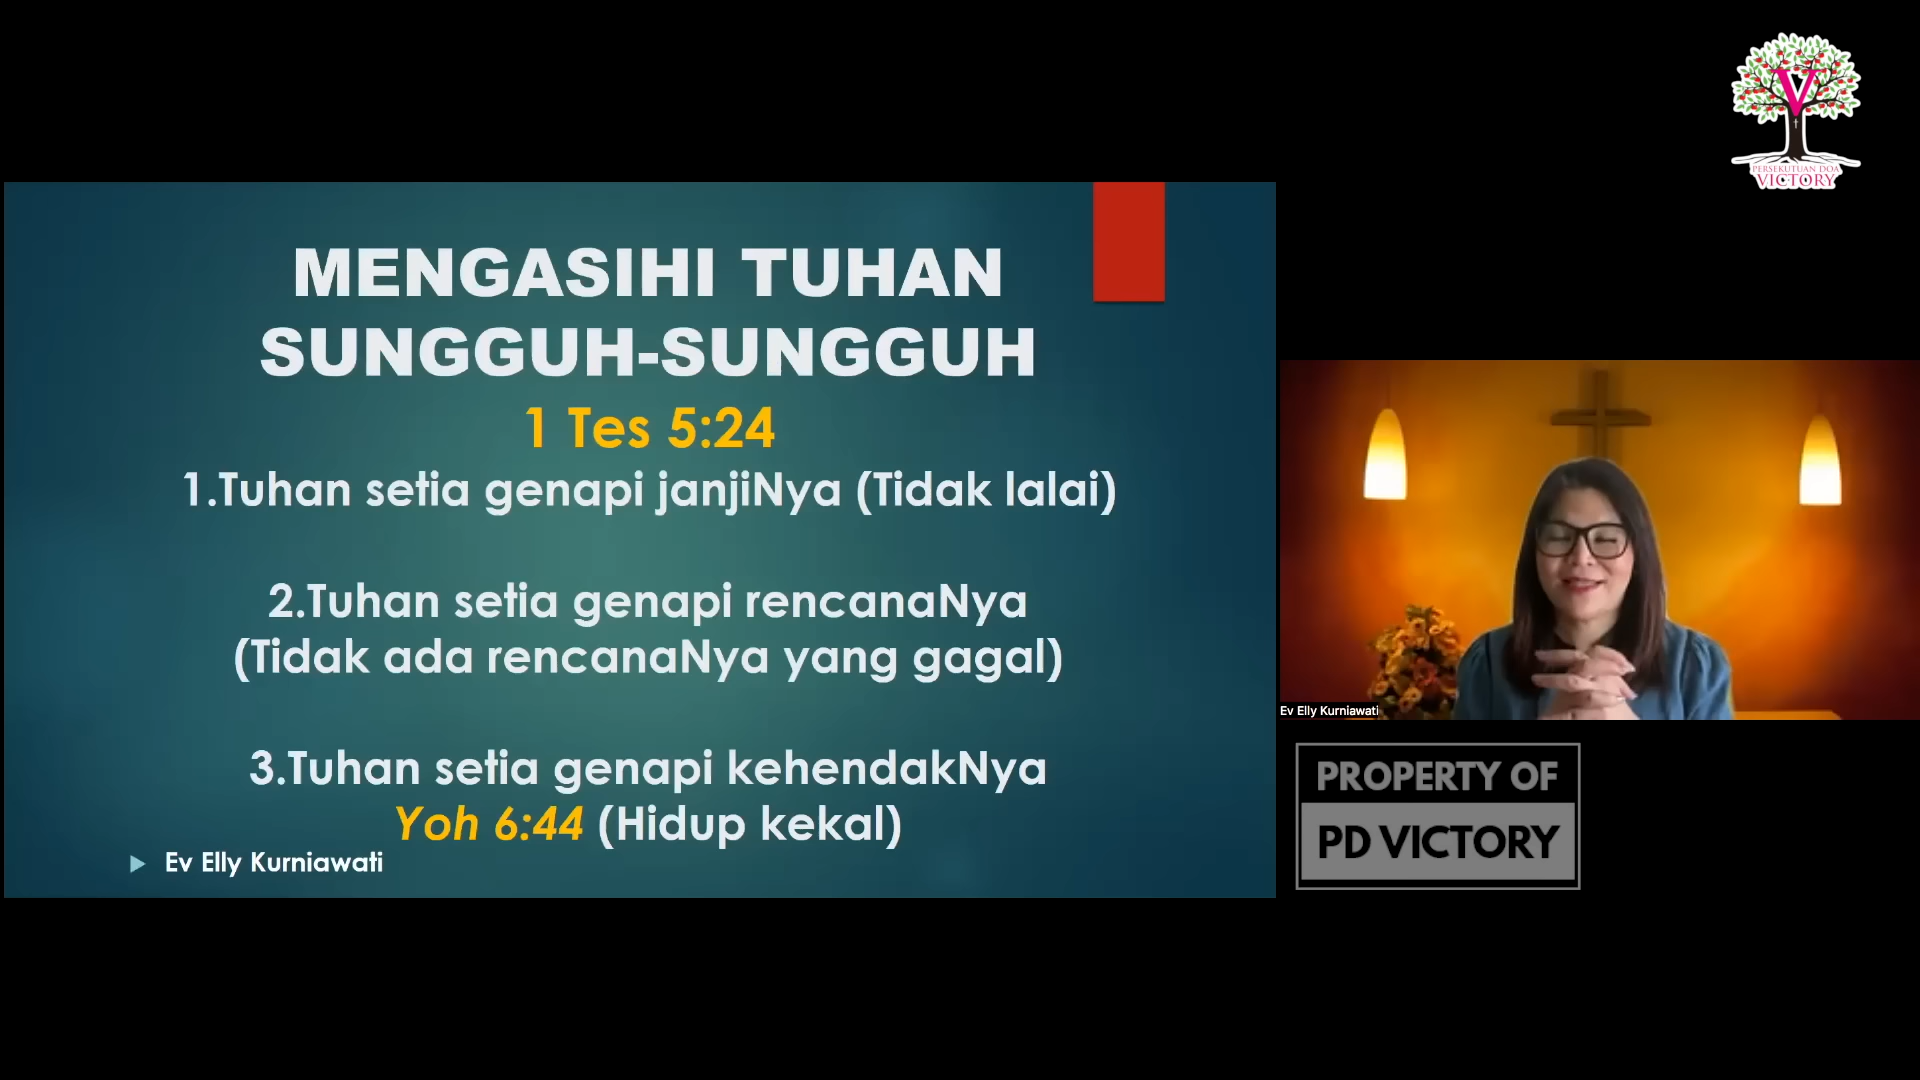 MENGASIHI TUHAN
SUNGGUH-SUNGGUH
1 Tes 5:24
1.Tuhan setia genapi janjiNya (Tidak lalai)
2.Tuhan setia genapi rencanaNya
(Tidak ada rencanaNya yang gagal)
3.Tuhan setia genapi kehendakNya
Yoh 6:44 (Hidup kekal)
Ev Elly Kurniawati
V
PERSEKUTUAN DOA
VICTORY
Ev Elly Kurniawati
PROPERTY OF
PD VICTORY